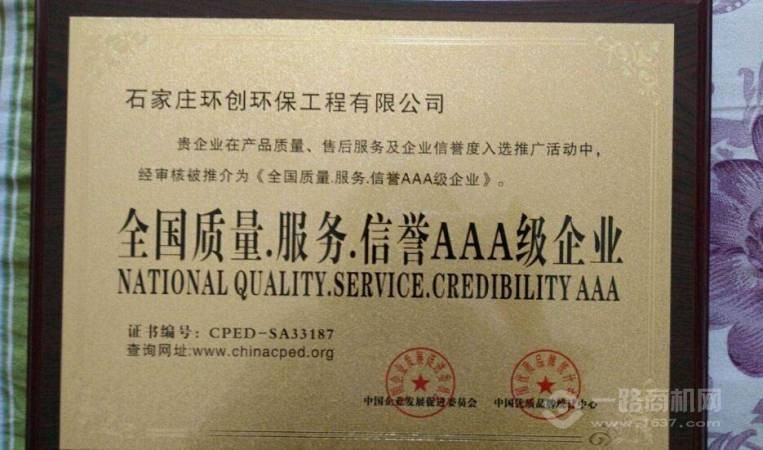 石家庄环创环保工程有限公司
贵企业在产品质量、售后服务及企业信誉度入选推广活动中，
经审核被推介为《全国质量.服务.信誉AAA级企业》。
全国质量.服务.信誉AAA级企业
NATIONAL QUALITY.SERVICE.CREDIBILITY AAA
证书编号: CPED-SA33187
查询网址:www.chinacped.org
中国企业发展促进委员会
一路商机网
www.1637.com